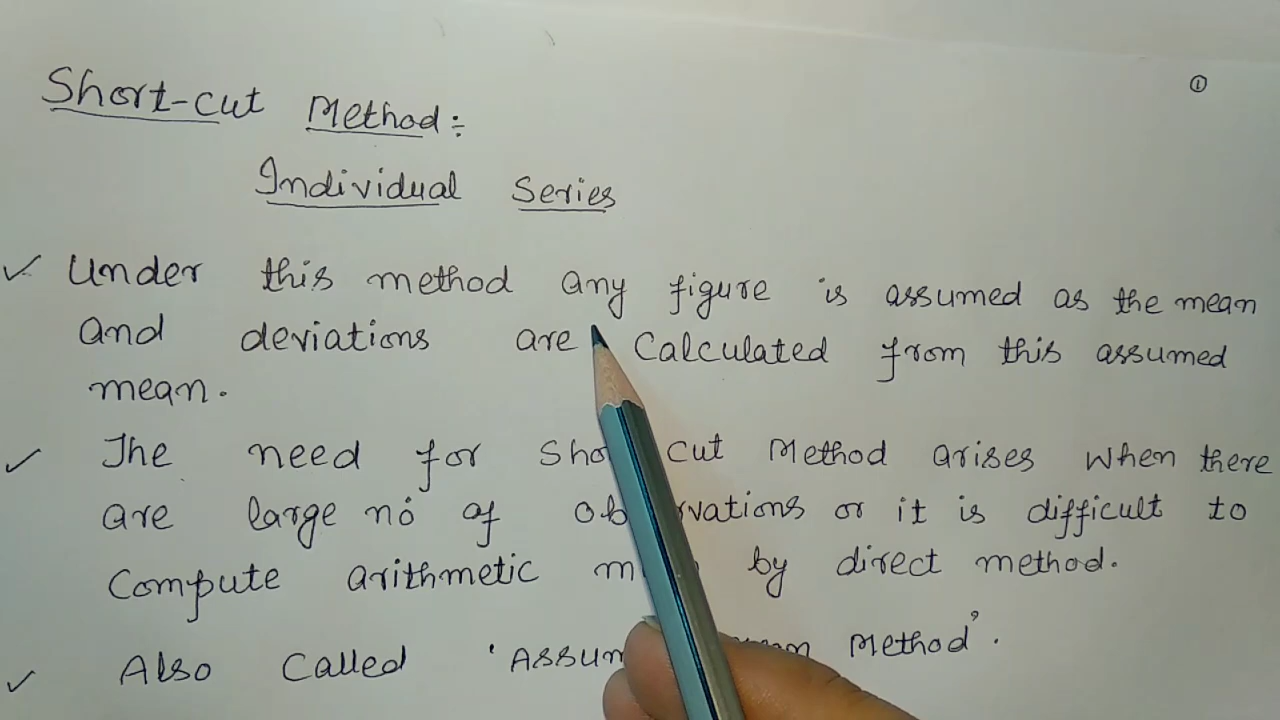 ①
Short-cut Method:-
Individual Series
✓ Under this method any figure is assumed as the mean
and deviations are calculated from this assumed
mean.
✓ The need for Sho cut Method arises when there
are large no of Ob rvations or it is difficult to
Compute arithmetic m by direct method.
✓ Also Called 'Assum Method'.